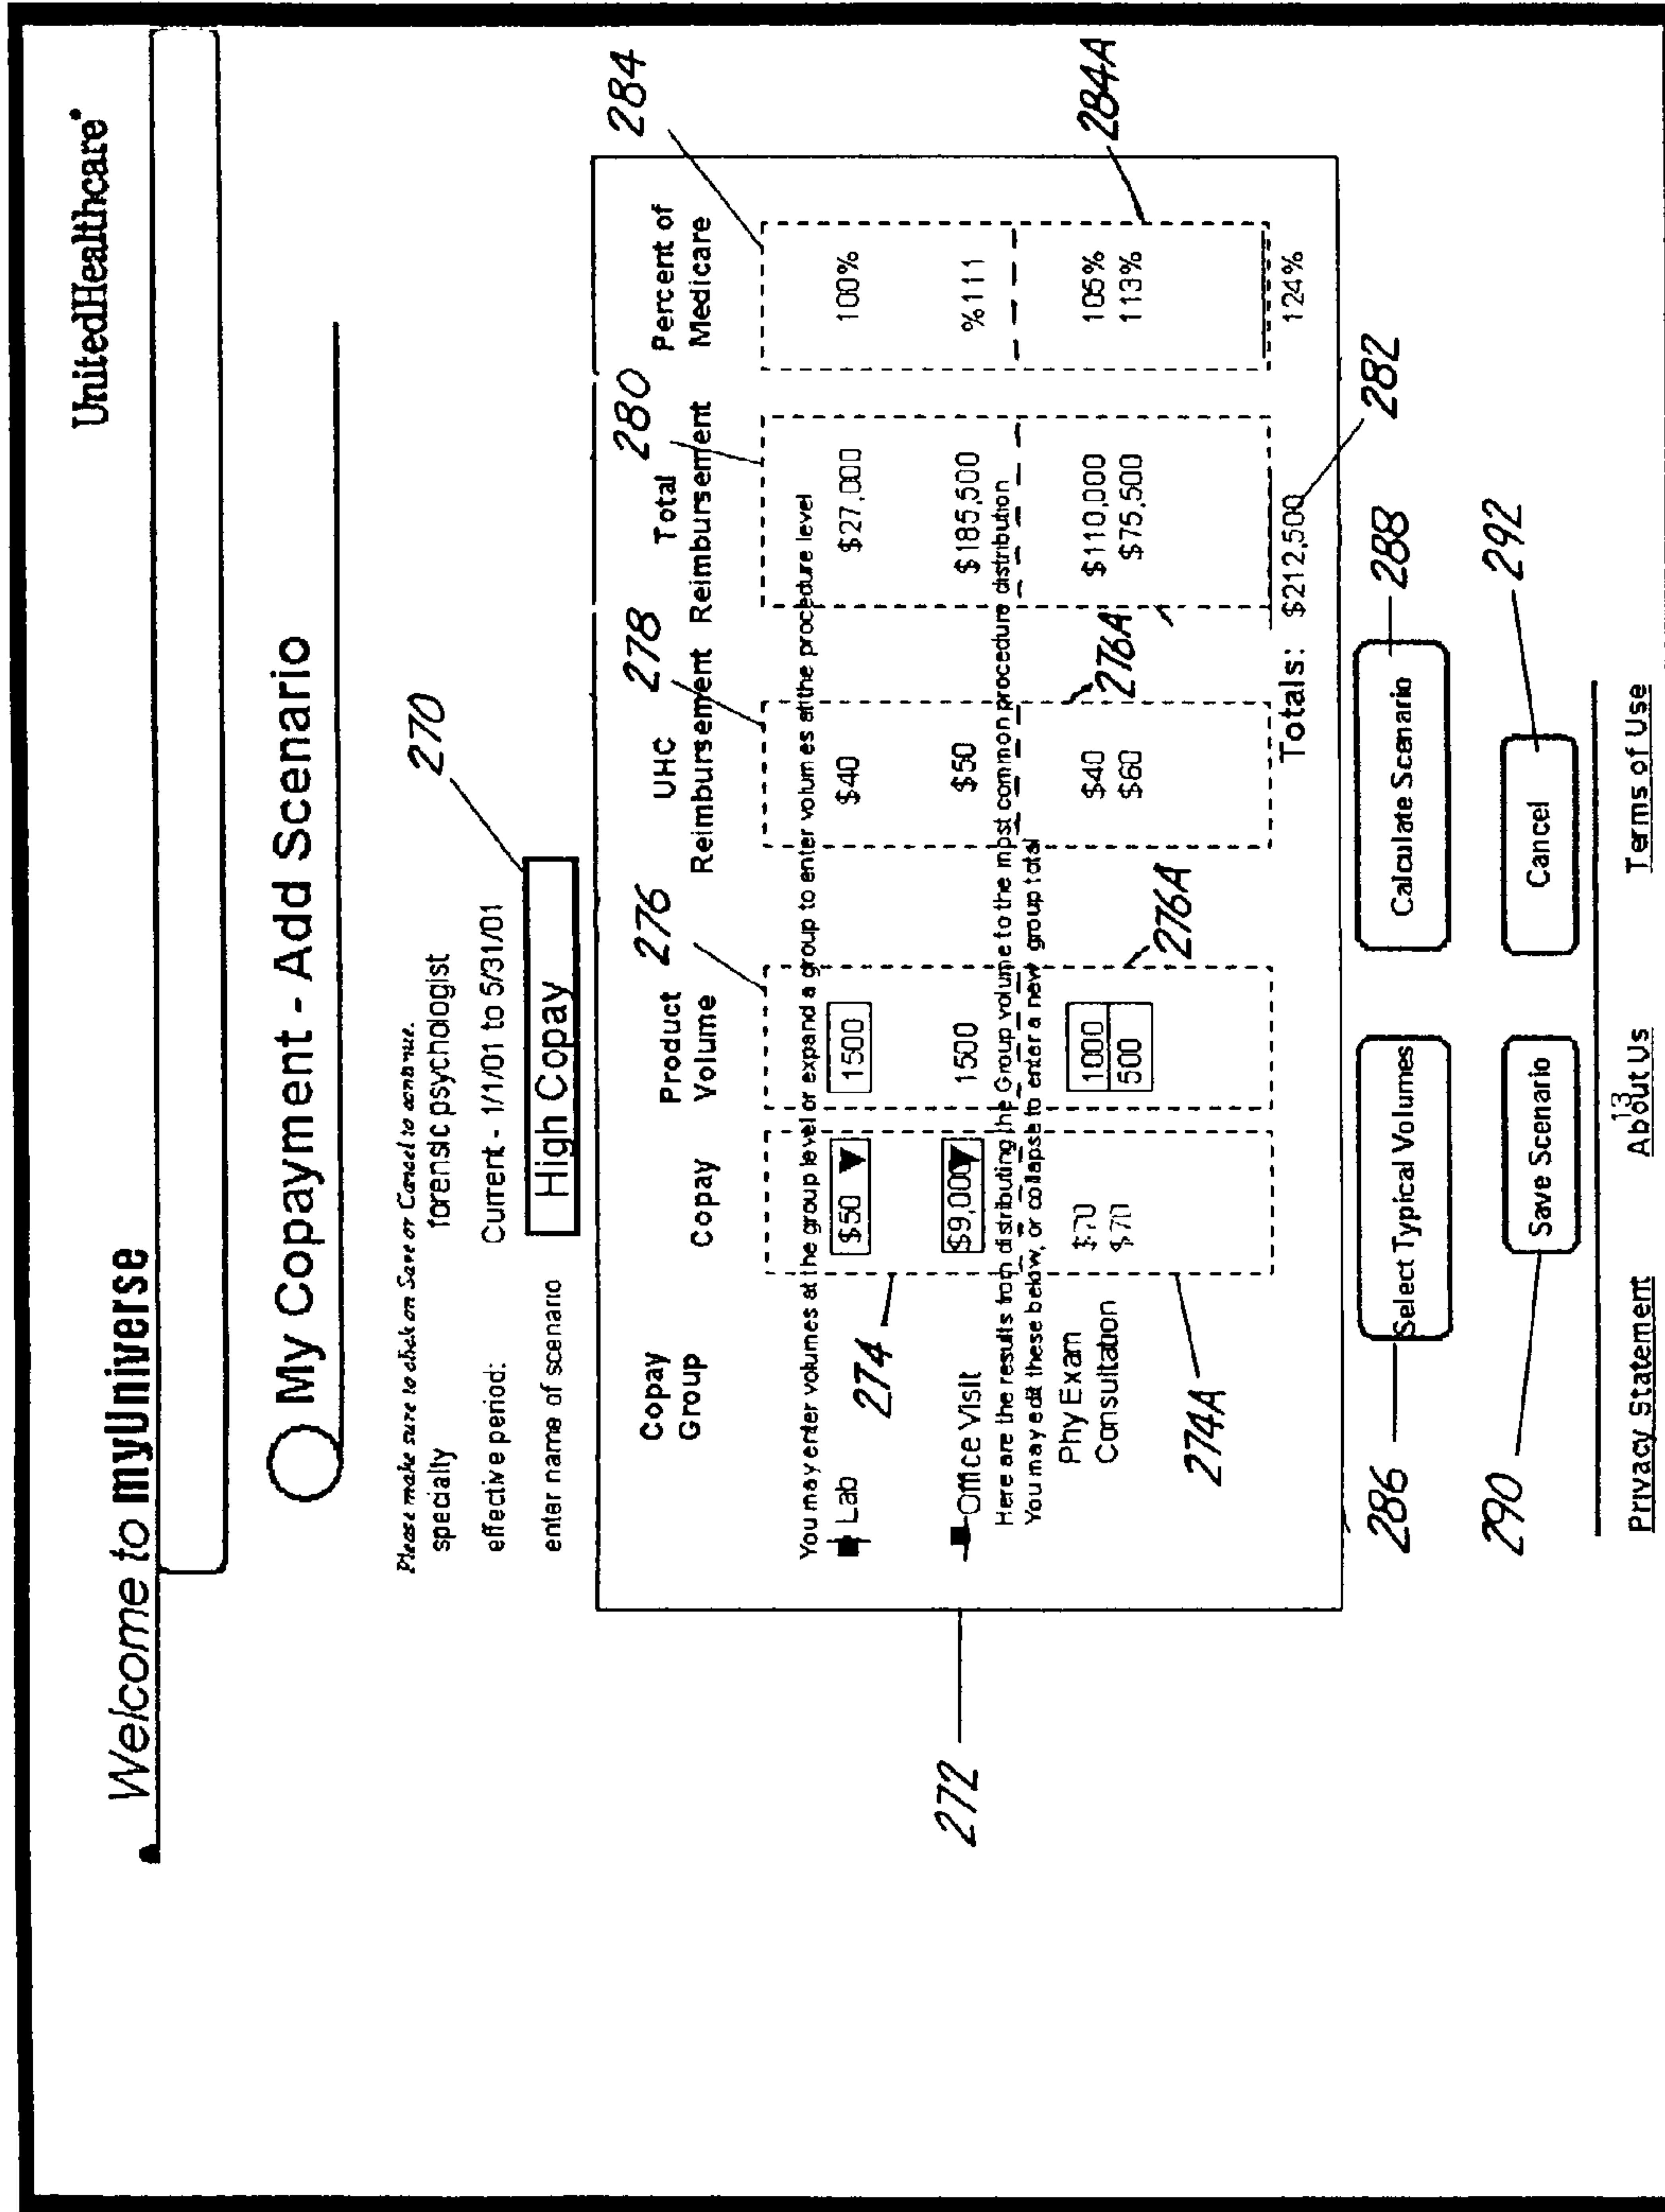 UnitedHealthcare*
Welcome to myUniverse
My Copayment - Add Scenario
Please make sure to click on Save or Cancel to continue.
specialty forensic psychologist
effective period: Current - 1/1/01 to 5/31/01
270
enter name of scenario High Copay
276 278 280 284
Copay Group Copay Product Volume UHC Reimbursement Total Reimbursement Percent of Medicare
You may enter volumes at the group level or expand a group to enter volumes at the procedure level
Lab $50 1500 $40 $27,000 100%
274
272
Office Visit $9,000 1500 $50 $185,500 %111
Here are the results from distributing the Group volume to the most common procedure distribution
You may edit these below, or collapse to enter a new group total
Phy Exam $70 1000 $40 $110,000 105%
Consultation $70 500 $60 $75,500 113%
274A 276A 276A 284A
Totals: $212,500 124%
282
286 Select Typical Volumes Calculate Scenario 288
290 Save Scenario Cancel 292
13
Privacy Statement About Us Terms of Use